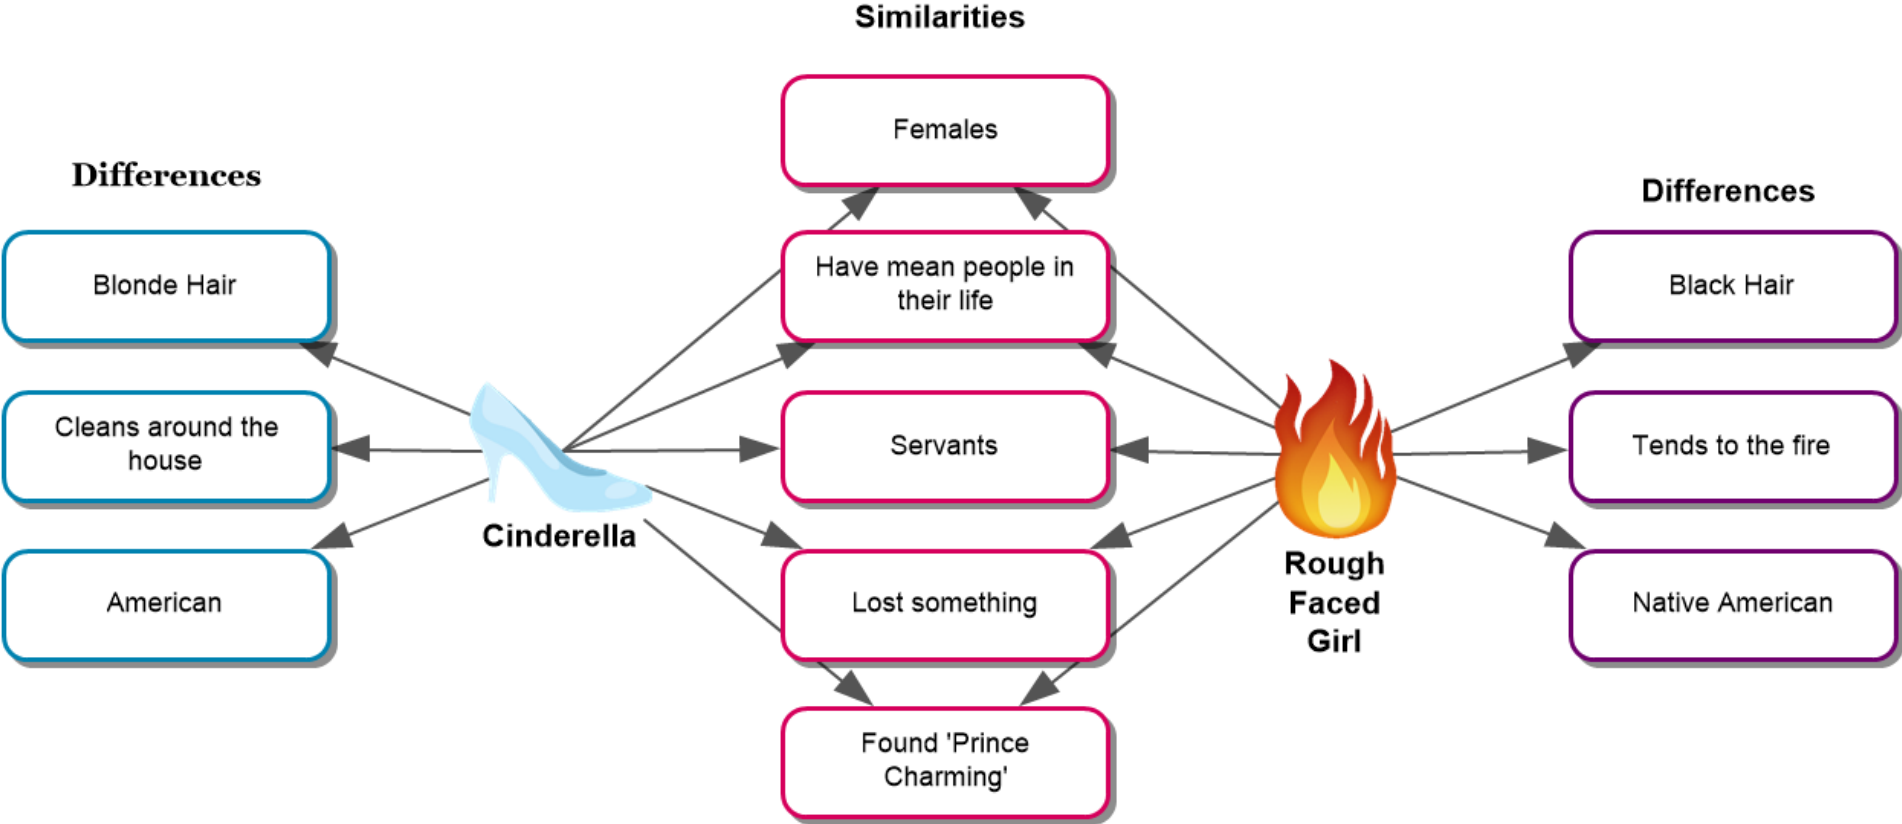 Similarities
Females
Differences
Blonde Hair
Cleans around the
house
American
Cinderella
Have mean people in
their life
Servants
Lost something
Found 'Prince
Charming'
Rough
Faced
Girl
Differences
Black Hair
Tends to the fire
Native American